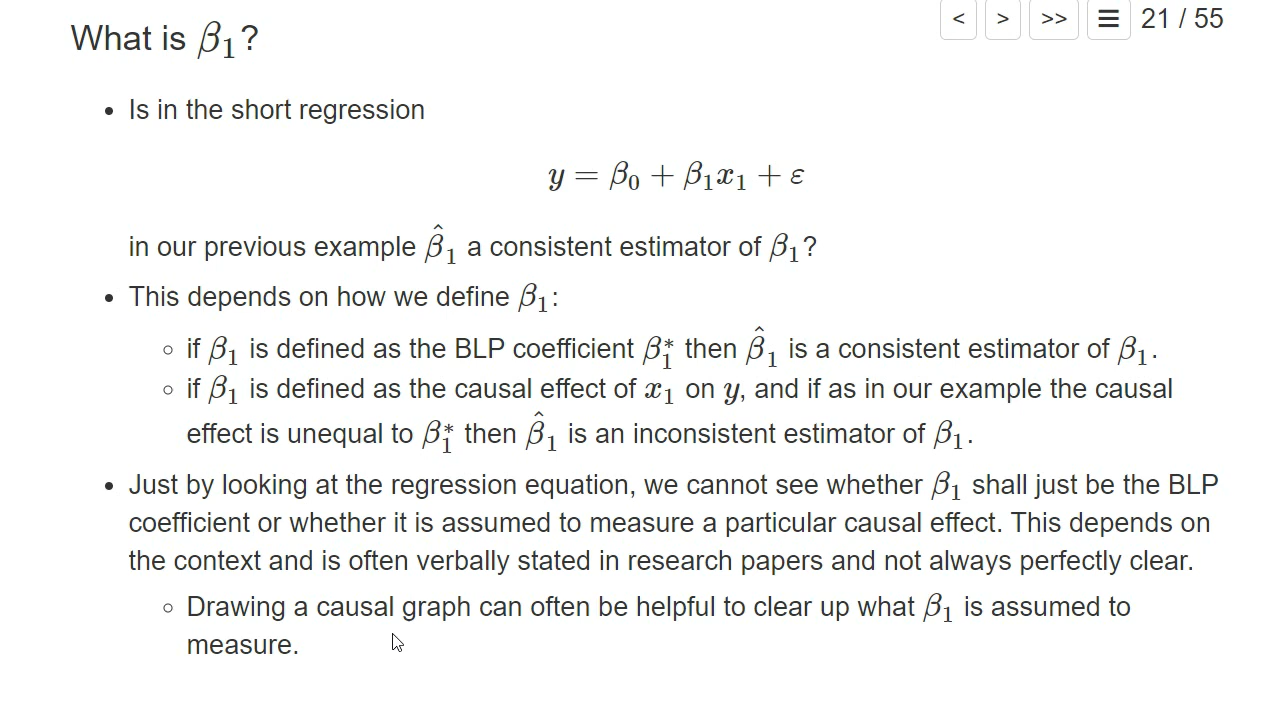 What is β₁?
< > >> ☰ 21 / 55
• Is in the short regression
y = β₀ + β₁x₁ + ε
in our previous example β̂₁ a consistent estimator of β₁?
• This depends on how we define β₁:
◦ if β₁ is defined as the BLP coefficient β₁* then β̂₁ is a consistent estimator of β₁.
◦ if β₁ is defined as the causal effect of x₁ on y, and if as in our example the causal
effect is unequal to β₁* then β̂₁ is an inconsistent estimator of β₁.
• Just by looking at the regression equation, we cannot see whether β₁ shall just be the BLP
coefficient or whether it is assumed to measure a particular causal effect. This depends on
the context and is often verbally stated in research papers and not always perfectly clear.
◦ Drawing a causal graph can often be helpful to clear up what β₁ is assumed to
measure.